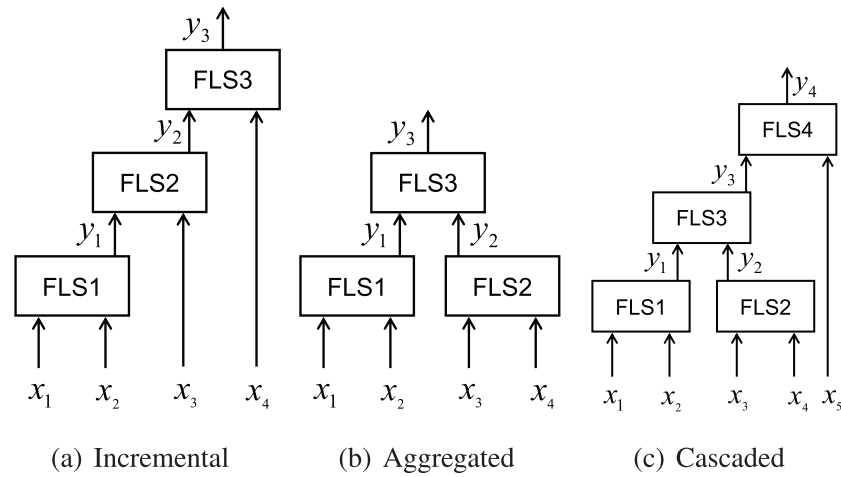 y₃
FLS3
y₂
FLS2
y₁
FLS1
x₁ x₂ x₃ x₄
(a) Incremental
y₃
FLS3
y₁ y₂
FLS1 FLS2
x₁ x₂ x₃ x₄
(b) Aggregated
y₄
FLS4
y₃
FLS3
y₁ y₂
FLS1 FLS2
x₁ x₂ x₃ x₄ x₅
(c) Cascaded